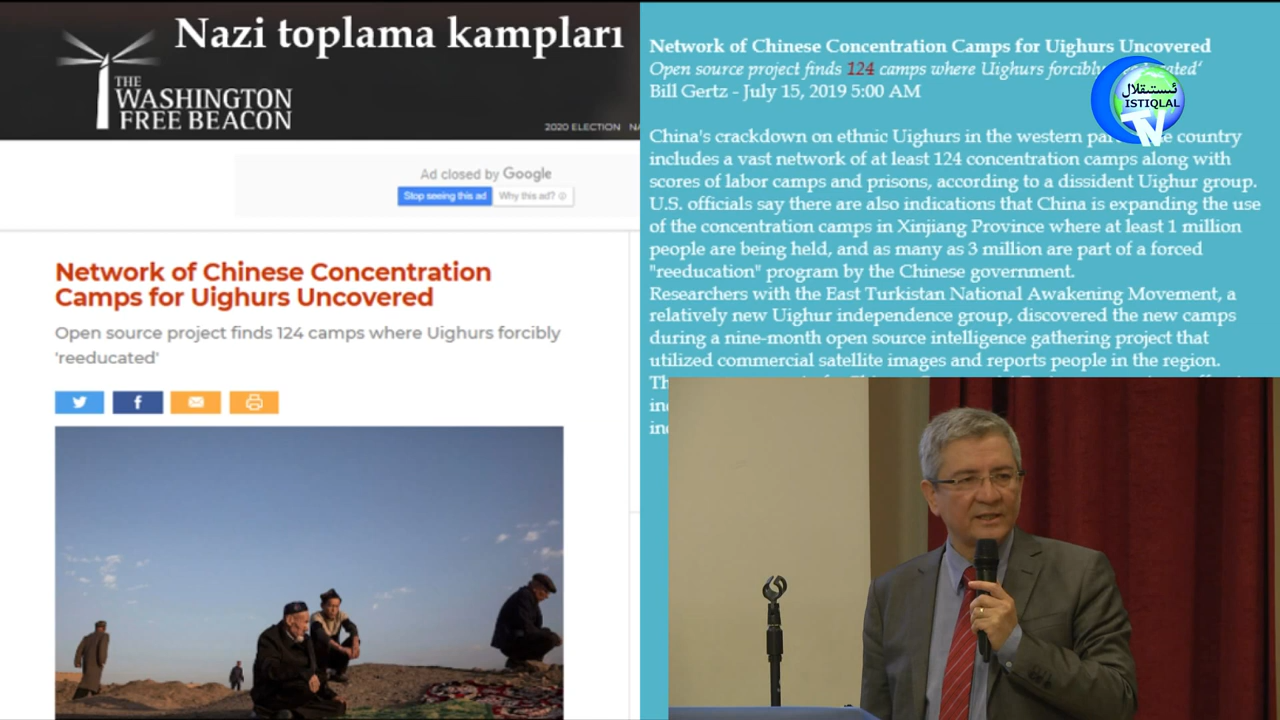 Nazi toplama kampları
THE
WASHINGTON
FREE BEACON
2020 ELECTION
Ad closed by Google
Stop seeing this ad
Why this ad?
Network of Chinese Concentration
Camps for Uighurs Uncovered
Open source project finds 124 camps where Uighurs forcibly
'reeducated'
Network of Chinese Concentration Camps for Uighurs Uncovered
Open source project finds 124 camps where Uighurs forcibly
Bill Gertz - July 15, 2019 5:00 AM
China's crackdown on ethnic Uighurs in the western country
includes a vast network of at least 124 concentration camps along with
scores of labor camps and prisons, according to a dissident Uighur group.
U.S. officials say there are also indications that China is expanding the use
of the concentration camps in Xinjiang Province where at least 1 million
people are being held, and as many as 3 million are part of a forced
"reeducation" program by the Chinese government.
Researchers with the East Turkistan National Awakening Movement, a
relatively new Uighur independence group, discovered the new camps
during a nine-month open source intelligence gathering project that
utilized commercial satellite images and reports people in the region.
ئىستىقلال
ISTIQLAL
TV